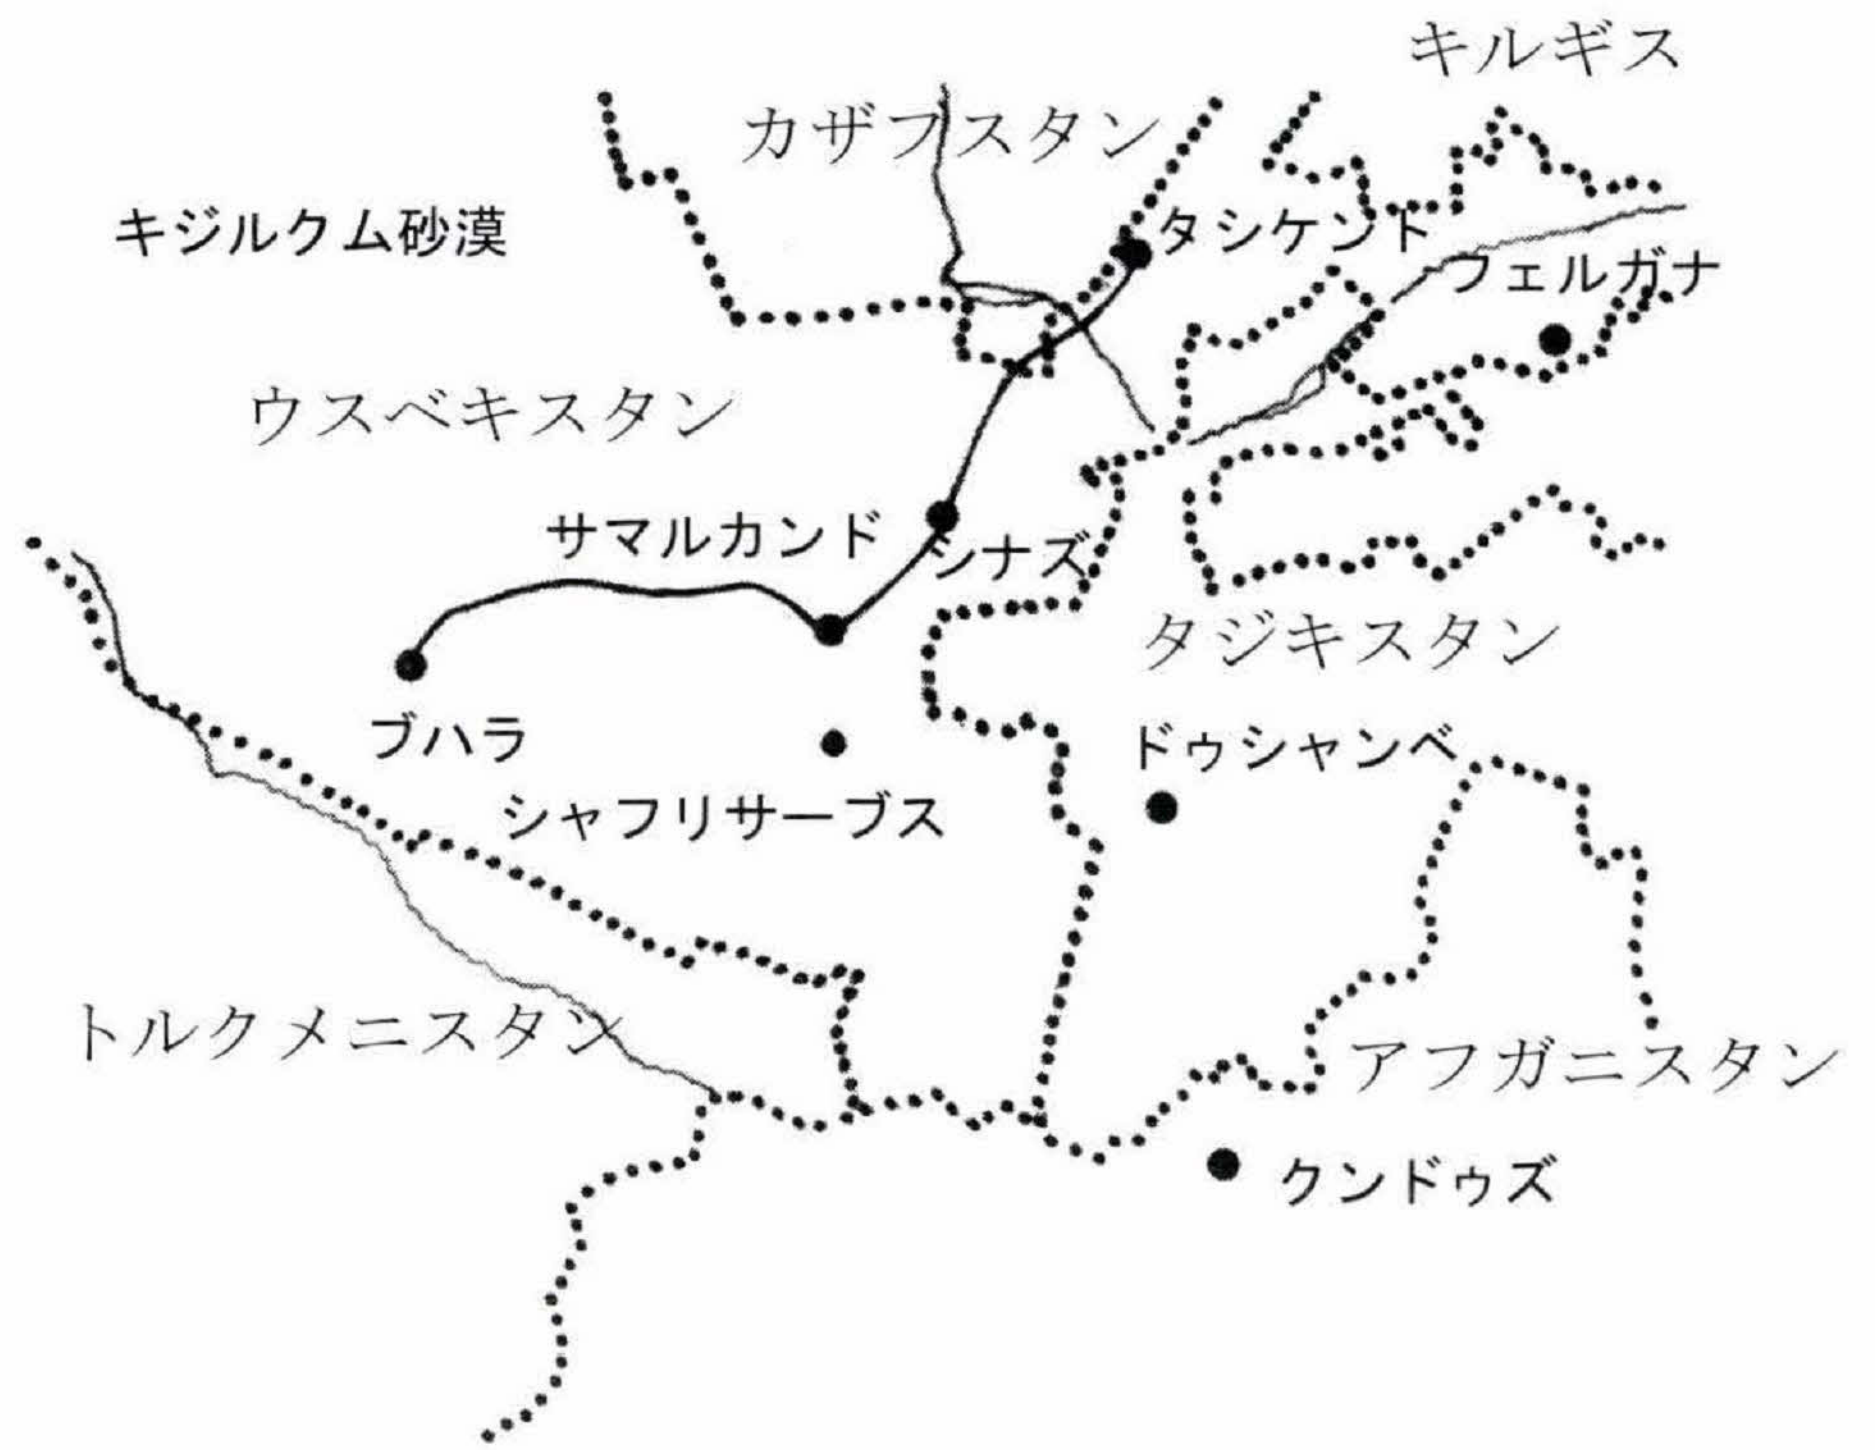 キルギス
カザフスタン
キジルクム砂漠
タシケント
フェルガナ
ウスベキスタン
サマルカンド
シナズ
タジキスタン
ブハラ
ドゥシャンベ
シャフリサーブス
トルクメニスタン
アフガニスタン
クンドゥズ